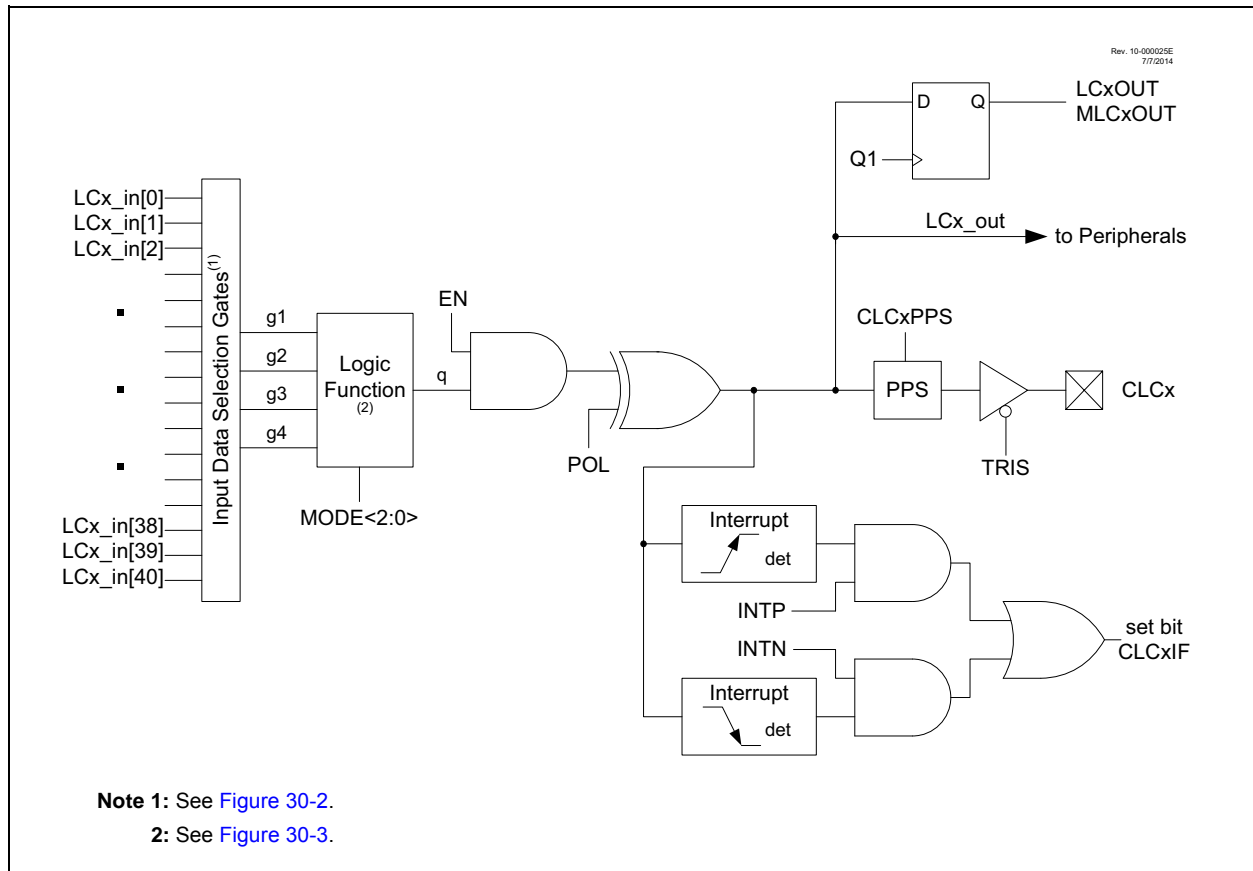 Rev. 10-000025E
7/7/2014
LCxOUT
MLCxOUT
D
Q
Q1
LCx_out
to Peripherals
LCx_in[0]
LCx_in[1]
LCx_in[2]
LCx_in[38]
LCx_in[39]
LCx_in[40]
Input Data Selection Gates(1)
g1
g2
g3
g4
Logic
Function
(2)
MODE<2:0>
q
EN
POL
CLCxPPS
PPS
CLCx
TRIS
Interrupt
det
INTP
INTN
Interrupt
det
set bit
CLCxIF
Note 1: See Figure 30-2.
2: See Figure 30-3.